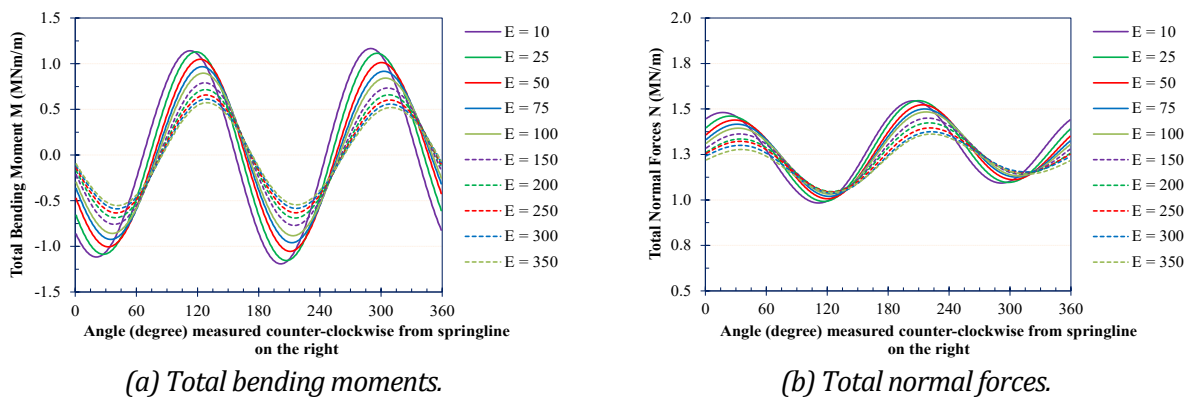 Total Bending Moment M (MNm/m)
1.5
1.0
0.5
0.0
-0.5
-1.0
-1.5
0 60 120 180 240 300 360
Angle (degree) measured counter-clockwise from springline
on the right
E = 10
E = 25
E = 50
E = 75
E = 100
E = 150
E = 200
E = 250
E = 300
E = 350
(a) Total bending moments.
Total Normal Forces N (MN/m)
2.0
1.8
1.5
1.3
1.0
0.8
0.5
0 60 120 180 240 300 360
Angle (degree) measured counter-clockwise from springline
on the right
E = 10
E = 25
E = 50
E = 75
E = 100
E = 150
E = 200
E = 250
E = 300
E = 350
(b) Total normal forces.